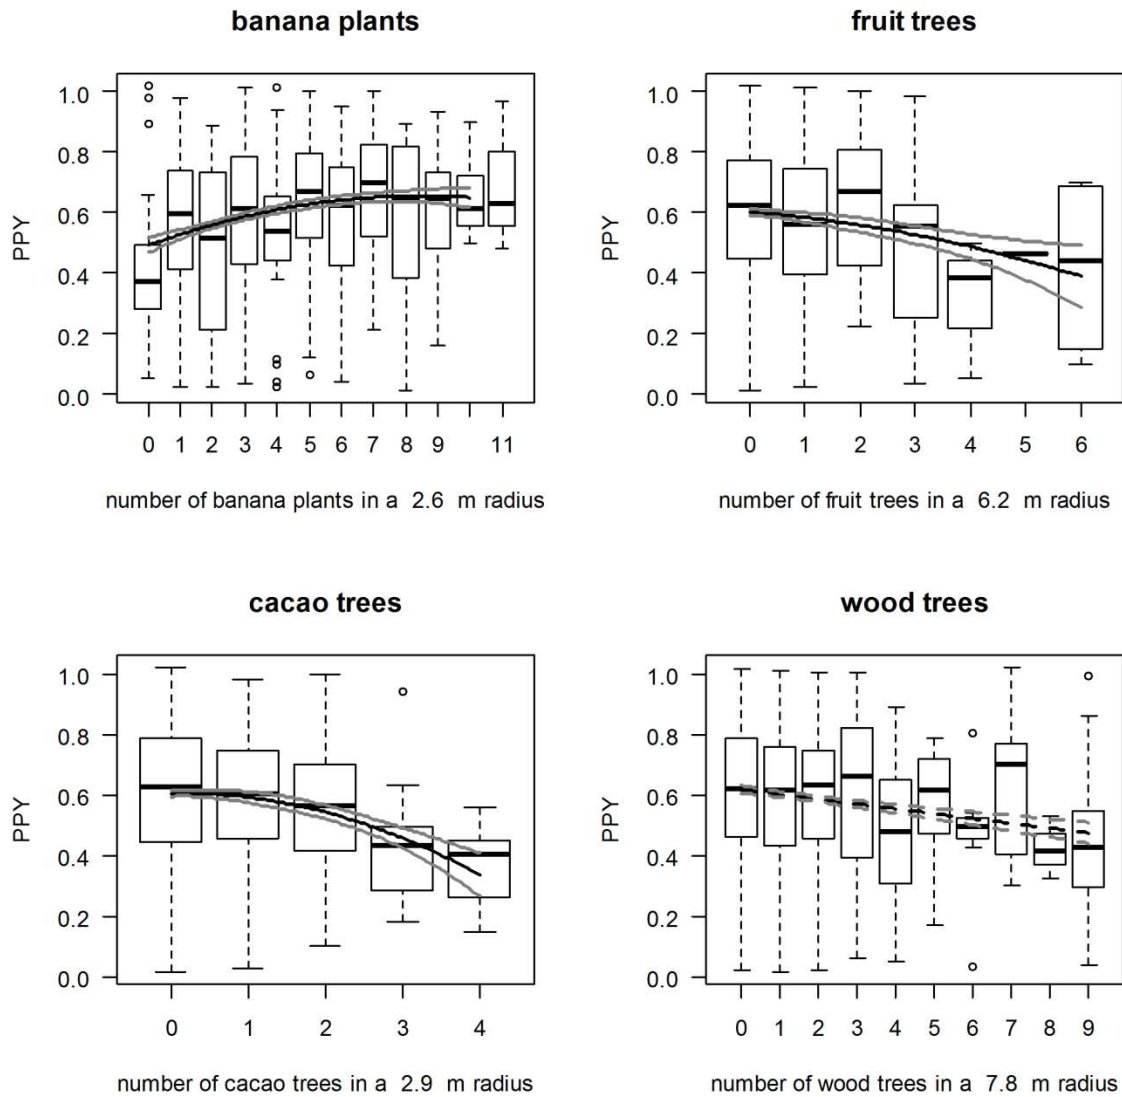 banana plants
1.0
0.8
0.6
0.4
0.2
0.0
PPY
0 1 2 3 4 5 6 7 8 9 11
number of banana plants in a 2.6 m radius
fruit trees
1.0
0.8
0.6
0.4
0.2
0.0
PPY
0 1 2 3 4 5 6
number of fruit trees in a 6.2 m radius
cacao trees
1.0
0.8
0.6
0.4
0.2
0.0
PPY
0 1 2 3 4
number of cacao trees in a 2.9 m radius
wood trees
1.0
0.8
0.6
0.4
0.2
0.0
PPY
0 1 2 3 4 5 6 7 8 9
number of wood trees in a 7.8 m radius